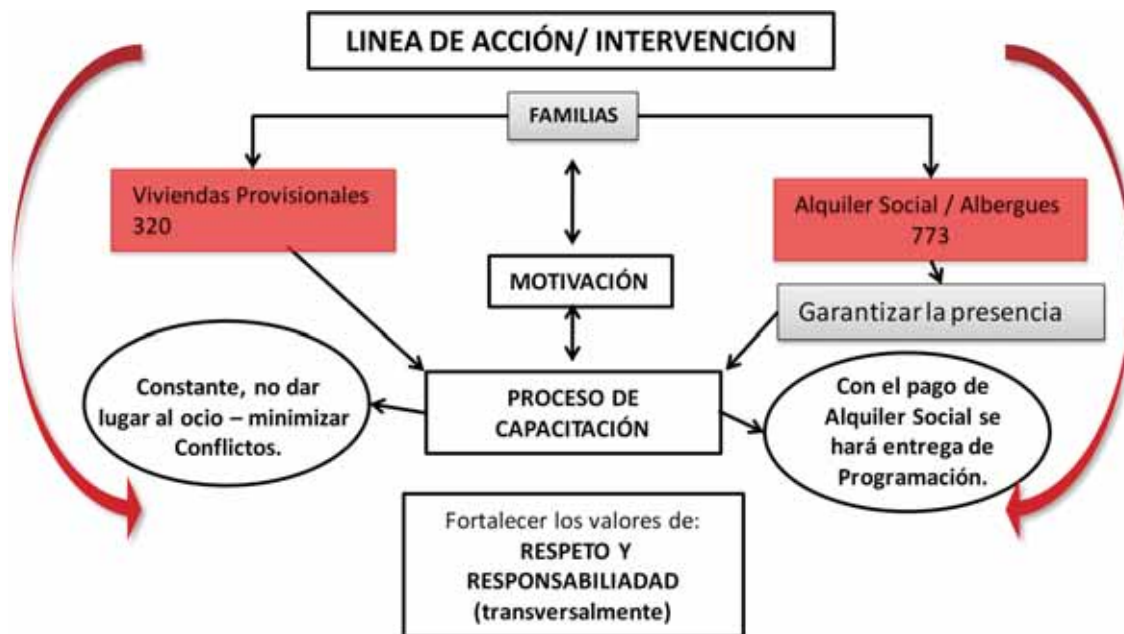 LINEA DE ACCIÓN/ INTERVENCIÓN
FAMILIAS
Viviendas Provisionales
320
Alquiler Social / Albergues
773
MOTIVACIÓN
Garantizar la presencia
Constante, no dar
lugar al ocio – minimizar
Conflictos.
PROCESO DE
CAPACITACIÓN
Con el pago de
Alquiler Social se
hará entrega de
Programación.
Fortalecer los valores de:
RESPETO Y
RESPONSABILIADAD
(transversalmente)